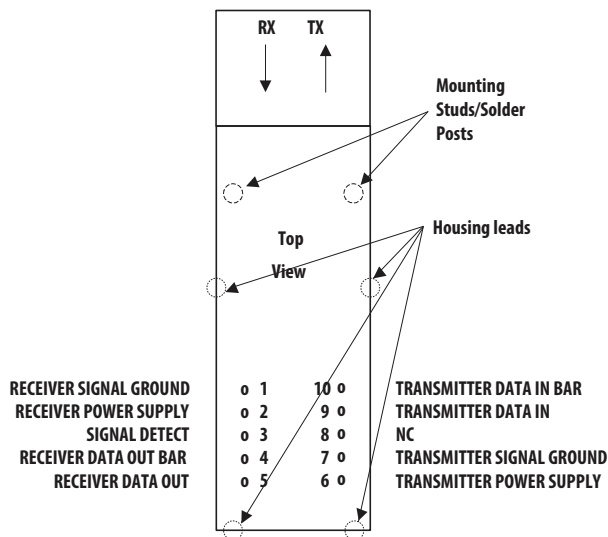 RX TX
Mounting
Studs/Solder
Posts
Top
View
Housing leads
RECEIVER SIGNAL GROUND o 1 10 o TRANSMITTER DATA IN BAR
RECEIVER POWER SUPPLY o 2 9 o TRANSMITTER DATA IN
SIGNAL DETECT o 3 8 o NC
RECEIVER DATA OUT BAR o 4 7 o TRANSMITTER SIGNAL GROUND
RECEIVER DATA OUT o 5 6 o TRANSMITTER POWER SUPPLY